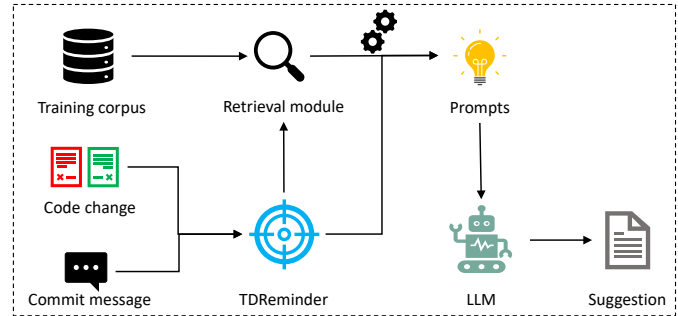 Training corpus
Retrieval module
Prompts
Code change
Commit message
TDReminder
LLM
Suggestion